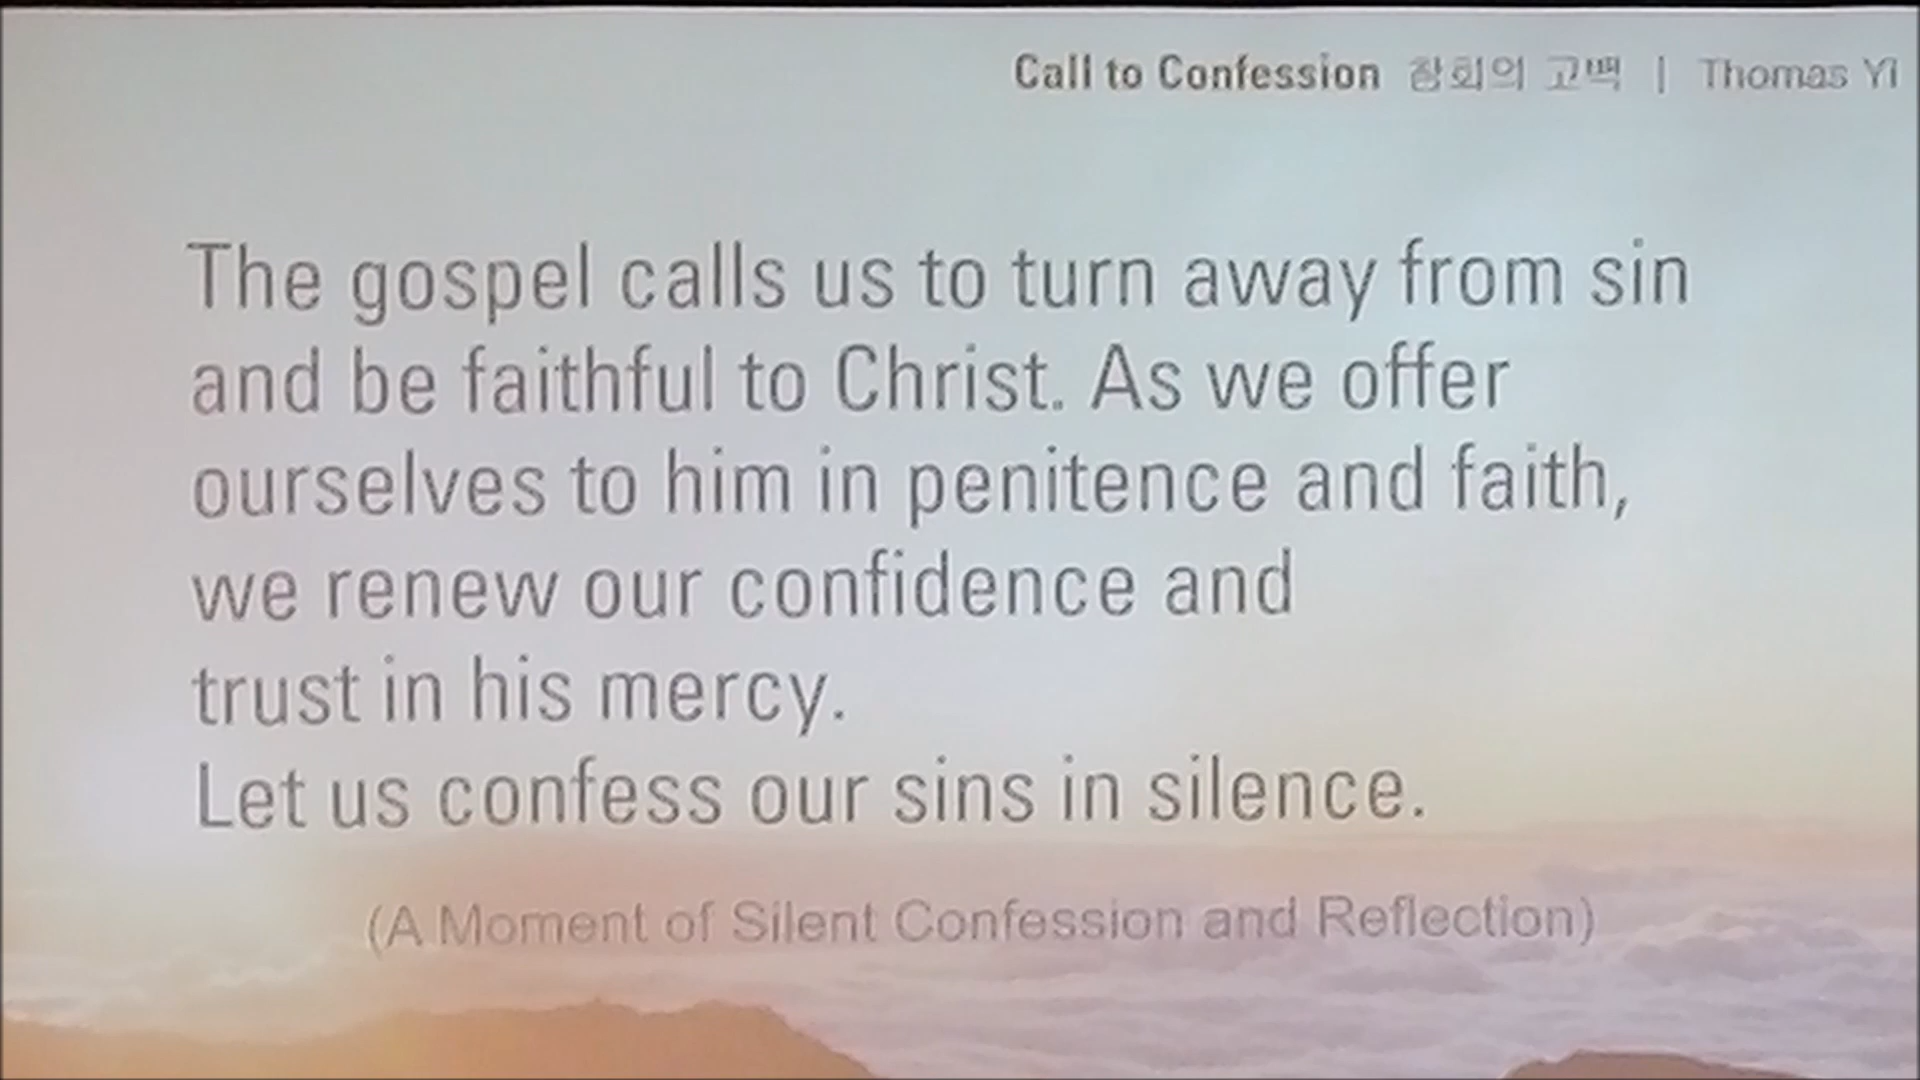 Call to Confession 참회의 고백 | Thomas Yi
The gospel calls us to turn away from sin
and be faithful to Christ. As we offer
ourselves to him in penitence and faith,
we renew our confidence and
trust in his mercy.
Let us confess our sins in silence.
(A Moment of Silent Confession and Reflection)